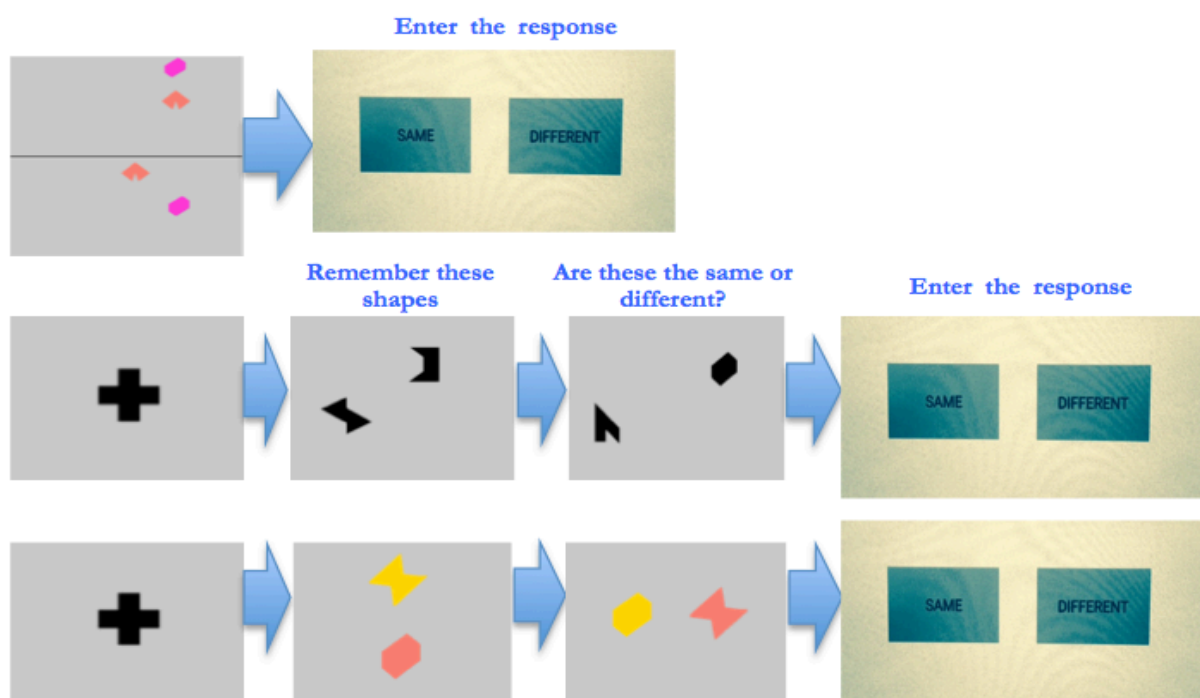 Enter the response
SAME
DIFFERENT
Remember these
shapes
Are these the same or
different?
Enter the response
SAME
DIFFERENT
SAME
DIFFERENT